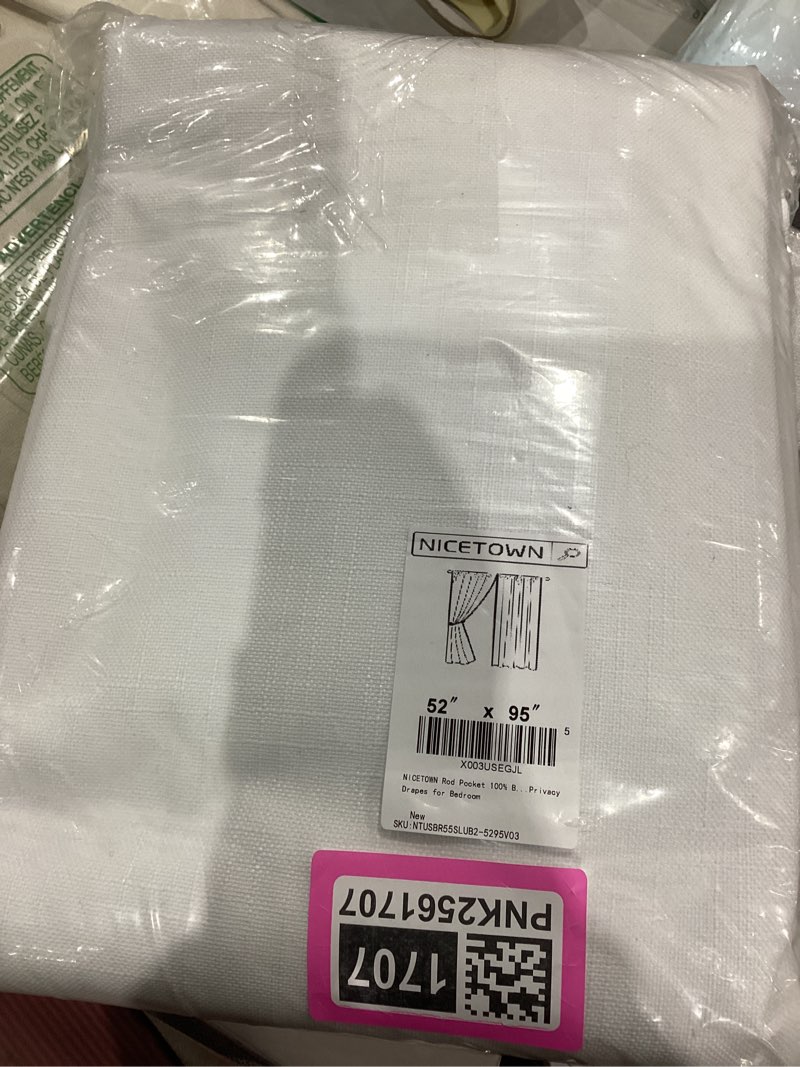 NICETOWN
52" x 95"
5
X003USEGJL
NICETOWN Rod Pocket 100% B...Privacy
Drapes for Bedroom
New
SKU:NTUSBR55SLUB2-5295V03
PNK2561707
1707
ADVERTENCI